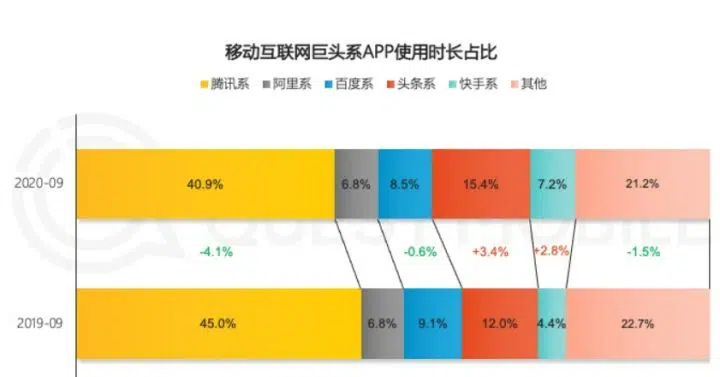 移动互联网巨头系APP使用时长占比
腾讯系 阿里系 百度系 头条系 快手系 其他
2020-09 40.9% 6.8% 8.5% 15.4% 7.2% 21.2%
-4.1% -0.6% +3.4% +2.8% -1.5%
2019-09 45.0% 6.8% 9.1% 12.0% 4.4% 22.7%
QUESTMOBILE